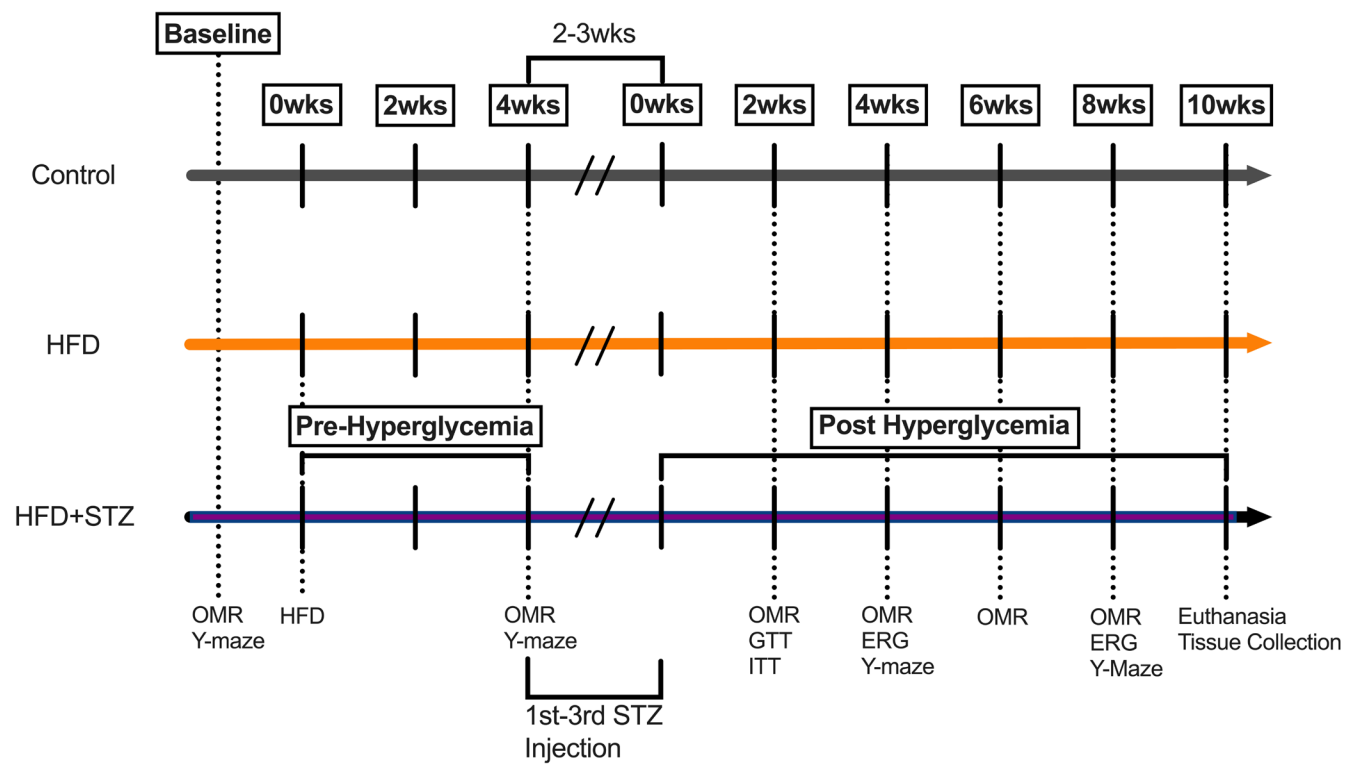 Baseline
2-3wks
0wks
2wks
4wks
0wks
2wks
4wks
6wks
8wks
10wks
Control
HFD
Pre-Hyperglycemia
Post Hyperglycemia
HFD+STZ
OMR
Y-maze
HFD
OMR
Y-maze
OMR
GTT
ITT
OMR
ERG
Y-maze
OMR
OMR
ERG
Y-Maze
Euthanasia
Tissue Collection
1st-3rd STZ
Injection